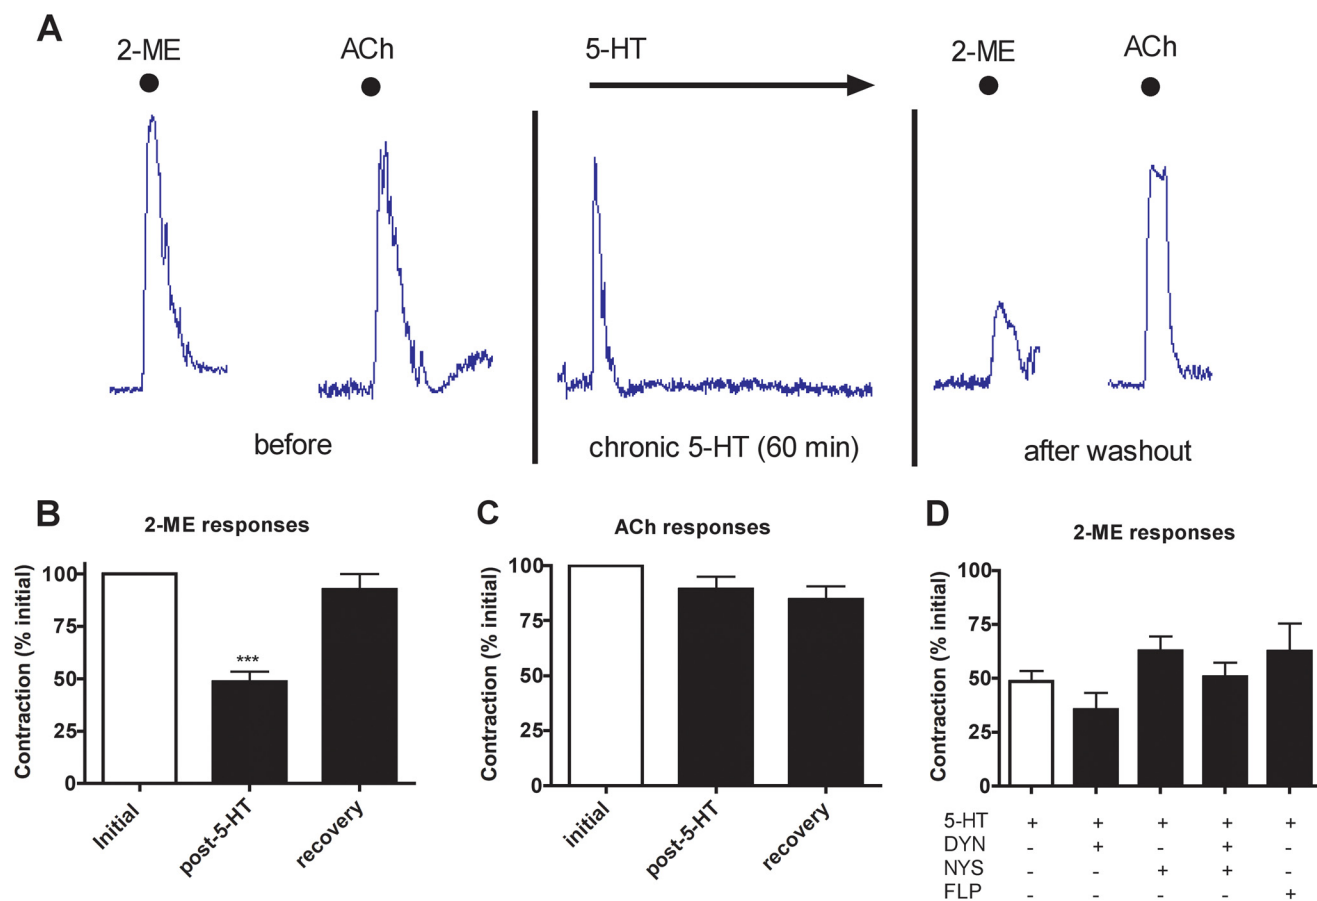 A
2-ME ACh 5-HT 2-ME ACh
before chronic 5-HT (60 min) after washout
B
2-ME responses
Contraction (% initial)
100
75
50
25
0
***
Initial post-5-HT recovery
C
ACh responses
Contraction (% initial)
100
75
50
25
0
initial post-5-HT recovery
D
2-ME responses
Contraction (% initial)
100
75
50
25
0
5-HT + + + + +
DYN - + - + -
NYS - - + + -
FLP - - - - +